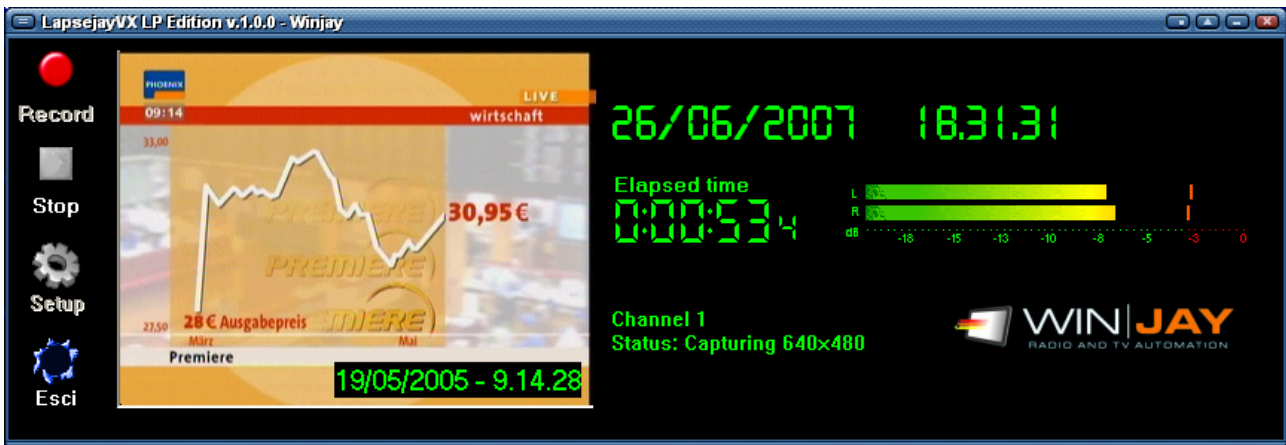 LapsejayVX LP Edition v.1.0.0 - Winjay
Record
Stop
Setup
Esci
PHOENIX
LIVE
09:14
wirtschaft
33,00
30,95 €
PREMIERE
27,50
28 € Ausgabepreis
März Mai
Premiere
19/05/2005 - 9.14.28
26/06/2007 18.31.31
Elapsed time
0:00:53 4
L
R
dB -18 -15 -13 -10 -8 -5 -3 0
Channel 1
Status: Capturing 640x480
WIN|JAY
RADIO AND TV AUTOMATION